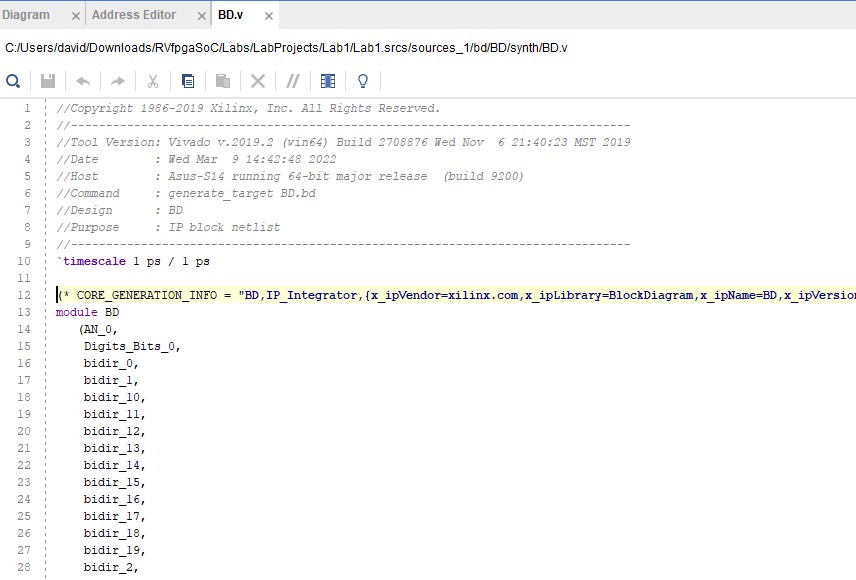 Diagram × Address Editor × BD.v ×
C:/Users/david/Downloads/RVfpgaSoC/Labs/LabProjects/Lab1/Lab1.srcs/sources_1/bd/BD/synth/BD.v
1 //Copyright 1986-2019 Xilinx, Inc. All Rights Reserved.
2 //--------------------------------------------------------------------------------
3 //Tool Version: Vivado v.2019.2 (win64) Build 2708876 Wed Nov  6 21:40:23 MST 2019
4 //Date        : Wed Mar  9 14:42:48 2022
5 //Host        : Asus-S14 running 64-bit major release  (build 9200)
6 //Command     : generate_target BD.bd
7 //Design      : BD
8 //Purpose     : IP block netlist
9 //--------------------------------------------------------------------------------
10 `timescale 1 ps / 1 ps
11
12 (* CORE_GENERATION_INFO = "BD,IP_Integrator,{x_ipVendor=xilinx.com,x_ipLibrary=BlockDiagram,x_ipName=BD,x_ipVersion
13 module BD
14    (AN_0,
15     Digits_Bits_0,
16     bidir_0,
17     bidir_1,
18     bidir_10,
19     bidir_11,
20     bidir_12,
21     bidir_13,
22     bidir_14,
23     bidir_15,
24     bidir_16,
25     bidir_17,
26     bidir_18,
27     bidir_19,
28     bidir_2,